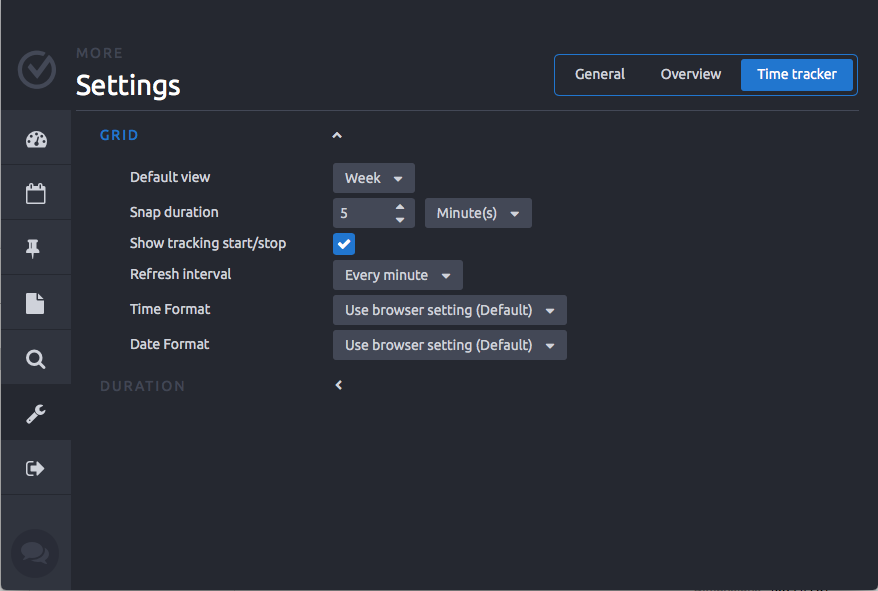 MORE
Settings
General Overview Time tracker
GRID
Default view Week
Snap duration 5 Minute(s)
Show tracking start/stop
Refresh interval Every minute
Time Format Use browser setting (Default)
Date Format Use browser setting (Default)
DURATION